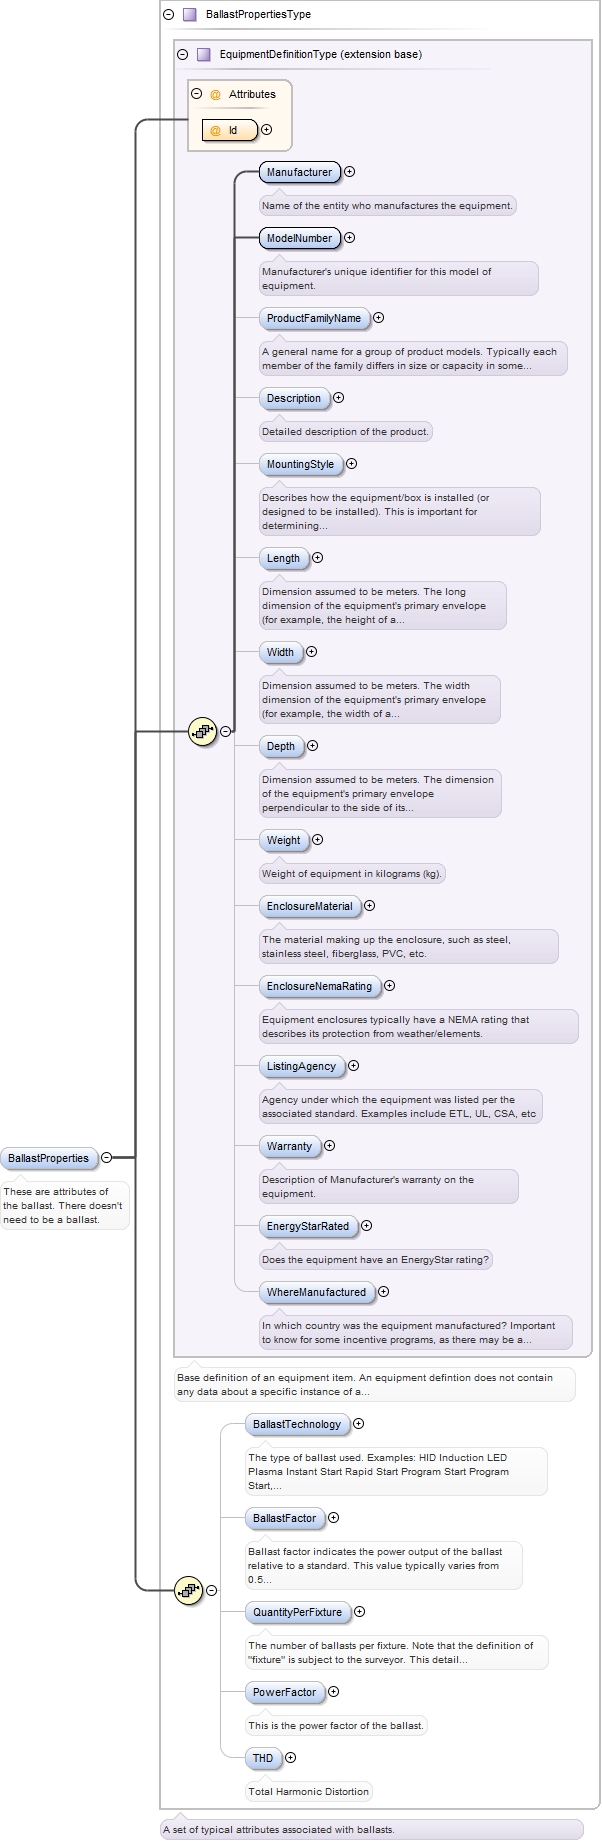 BallastPropertiesType
EquipmentDefinitionType (extension base)
@ Attributes
@ Id
Manufacturer
Name of the entity who manufactures the equipment.
ModelNumber
Manufacturer's unique identifier for this model of
equipment.
ProductFamilyName
A general name for a group of product models. Typically each
member of the family differs in size or capacity in some...
Description
Detailed description of the product.
MountingStyle
Describes how the equipment/box is installed (or
designed to be installed). This is important for
determining...
Length
Dimension assumed to be meters. The long
dimension of the equipment's primary envelope
(for example, the height of a...
Width
Dimension assumed to be meters. The width
dimension of the equipment's primary envelope
(for example, the width of a...
Depth
Dimension assumed to be meters. The dimension
of the equipment's primary envelope
perpendicular to the side of its...
Weight
Weight of equipment in kilograms (kg).
EnclosureMaterial
The material making up the enclosure, such as steel,
stainless steel, fiberglass, PVC, etc.
EnclosureNemaRating
Equipment enclosures typically have a NEMA rating that
describes its protection from weather/elements.
ListingAgency
Agency under which the equipment was listed per the
associated standard. Examples include ETL, UL, CSA, etc
Warranty
Description of Manufacturer's warranty on the
equipment.
EnergyStarRated
Does the equipment have an EnergyStar rating?
WhereManufactured
In which country was the equipment manufactured? Important
to know for some incentive programs, as there may be a...
BallastProperties
These are attributes of
the ballast. There doesn't
need to be a ballast.
Base definition of an equipment item. An equipment defintion does not contain
any data about a specific instance of a...
BallastTechnology
The type of ballast used. Examples: HID Induction LED
Plasma Instant Start Rapid Start Program Start Program
Start,...
BallastFactor
Ballast factor indicates the power output of the ballast
relative to a standard. This value typically varies from
0.5...
QuantityPerFixture
The number of ballasts per fixture. Note that the definition of
"fixture" is subject to the surveyor. This detail...
PowerFactor
This is the power factor of the ballast.
THD
Total Harmonic Distortion
A set of typical attributes associated with ballasts.